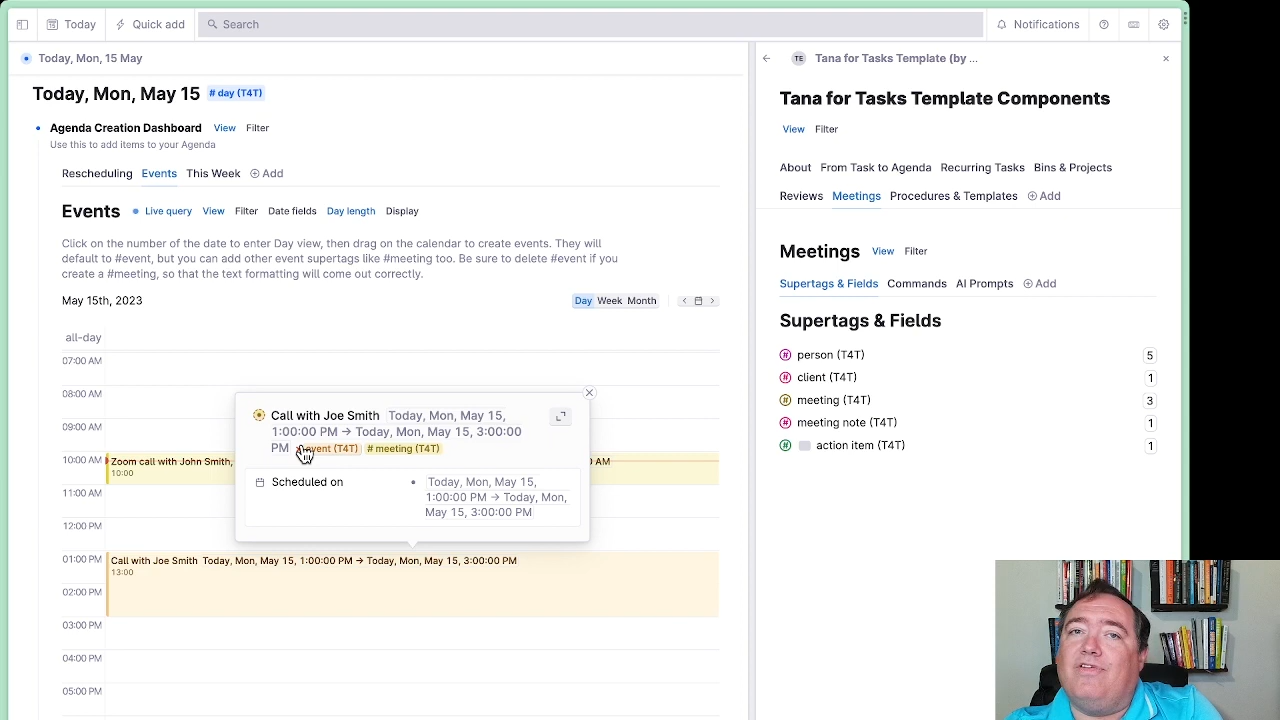 Today
Quick add
Search
Notifications
Today, Mon, 15 May
Today, Mon, May 15 # day (T4T)
Agenda Creation Dashboard View Filter
Use this to add items to your Agenda
Rescheduling Events This Week Add
Events Live query View Filter Date fields Day length Display
Click on the number of the date to enter Day view, then drag on the calendar to create events. They will
default to #event, but you can add other event supertags like #meeting too. Be sure to delete #event if you
create a #meeting, so that the text formatting will come out correctly.
May 15th, 2023
Day Week Month
all-day
07:00 AM
08:00 AM
09:00 AM
10:00 AM
Zoom call with John Smith,
10:00
0 AM
11:00 AM
12:00 PM
01:00 PM
Call with Joe Smith Today, Mon, May 15, 1:00:00 PM → Today, Mon, May 15, 3:00:00 PM
13:00
02:00 PM
03:00 PM
04:00 PM
05:00 PM
Call with Joe Smith Today, Mon, May 15,
1:00:00 PM → Today, Mon, May 15, 3:00:00
PM event (T4T) # meeting (T4T)
Scheduled on
Today, Mon, May 15,
1:00:00 PM → Today, Mon,
May 15, 3:00:00 PM
TE Tana for Tasks Template (by ...
Tana for Tasks Template Components
View Filter
About From Task to Agenda Recurring Tasks Bins & Projects
Reviews Meetings Procedures & Templates Add
Meetings View Filter
Supertags & Fields Commands AI Prompts Add
Supertags & Fields
# person (T4T) 5
# client (T4T) 1
# meeting (T4T) 3
# meeting note (T4T) 1
# action item (T4T) 1